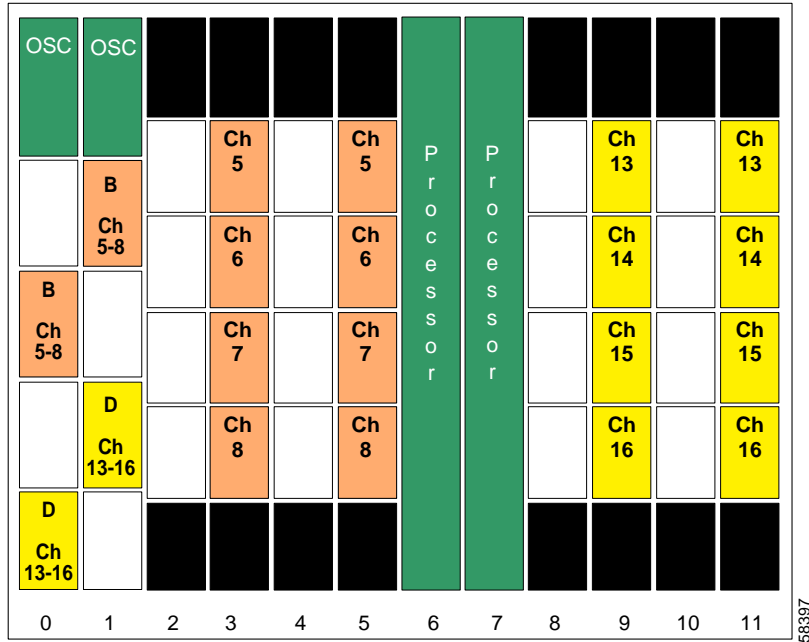 OSC OSC
B
Ch
5-8
B
Ch
5-8
D
Ch
13-16
D
Ch
13-16
Ch
5
Ch
6
Ch
7
Ch
8
Ch
5
Ch
6
Ch
7
Ch
8
Processor
Processor
Ch
13
Ch
14
Ch
15
Ch
16
Ch
13
Ch
14
Ch
15
Ch
16
0 1 2 3 4 5 6 7 8 9 10 11
58397